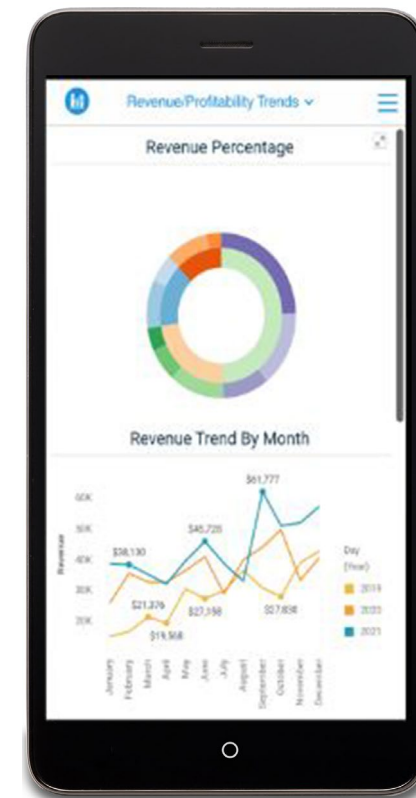 Revenue/Profitability Trends
Revenue Percentage
Revenue Trend By Month
$61,777
60K
50K
$45,725
$38,130
40K
Day
(Year)
30K
2019
$21,376
$27,158
$27,830
2020
20K
$19,568
2021
Revenue
January
February
March
April
May
June
July
August
September
October
November
December